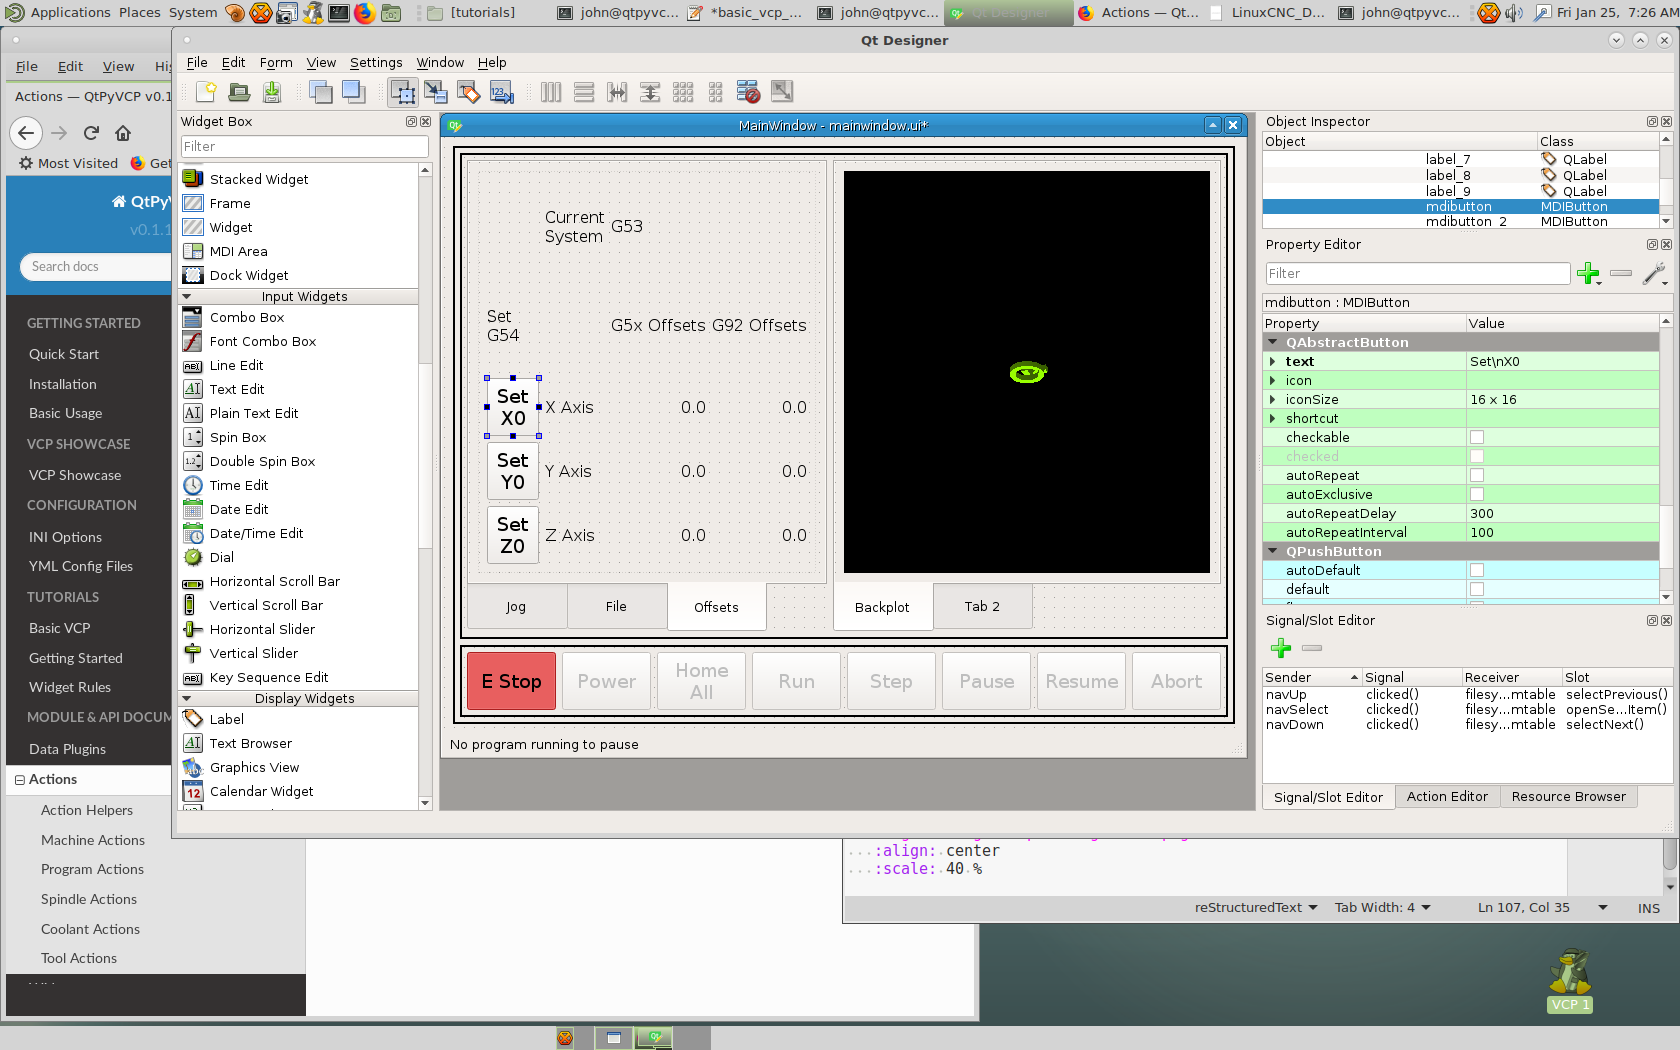 Applications Places System
[tutorials]
john@qtpyvc...
*basic_vcp_...
john@qtpyvc...
Qt Designer
Actions — Qt...
LinuxCNC_D...
john@qtpyvc...
Fri Jan 25, 7:26 AM
File Edit View
Actions — QtPyVCP v0.1
Most Visited
v0.1.1
Search docs
GETTING STARTED
Quick Start
Installation
Basic Usage
VCP SHOWCASE
VCP Showcase
CONFIGURATION
INI Options
YML Config Files
TUTORIALS
Basic VCP
Getting Started
Widget Rules
MODULE & API DOCUM
Data Plugins
Actions
Action Helpers
Machine Actions
Program Actions
Spindle Actions
Coolant Actions
Tool Actions
Qt Designer
File Edit Form View Settings Window Help
Widget Box
Filter
Stacked Widget
Frame
Widget
MDI Area
Dock Widget
Input Widgets
Combo Box
Font Combo Box
Line Edit
Text Edit
Plain Text Edit
Spin Box
Double Spin Box
Time Edit
Date Edit
Date/Time Edit
Dial
Horizontal Scroll Bar
Vertical Scroll Bar
Horizontal Slider
Vertical Slider
Key Sequence Edit
Display Widgets
Label
Text Browser
Graphics View
Calendar Widget
MainWindow - mainwindow.ui*
Current
System
G53
Set
G54
G5x Offsets G92 Offsets
Set
X0
X Axis 0.0 0.0
Set
Y0
Y Axis 0.0 0.0
Set
Z0
Z Axis 0.0 0.0
Jog
File
Offsets
Backplot
Tab 2
E Stop
Power
Home
All
Run
Step
Pause
Resume
Abort
No program running to pause
Object Inspector
Object Class
label_7 QLabel
label_8 QLabel
label_9 QLabel
mdibutton MDIButton
mdibutton_2 MDIButton
Property Editor
Filter
mdibutton : MDIButton
Property Value
QAbstractButton
text Set\nX0
icon
iconSize 16 x 16
shortcut
checkable
checked
autoRepeat
autoExclusive
autoRepeatDelay 300
autoRepeatInterval 100
QPushButton
autoDefault
default
Signal/Slot Editor
Sender Signal Receiver Slot
navUp clicked() filesy...mtable selectPrevious()
navSelect clicked() filesy...mtable openSe...Item()
navDown clicked() filesy...mtable selectNext()
Signal/Slot Editor
Action Editor
Resource Browser
:align: center
:scale: 40 %
reStructuredText
Tab Width: 4
Ln 107, Col 35
INS
VCP 1